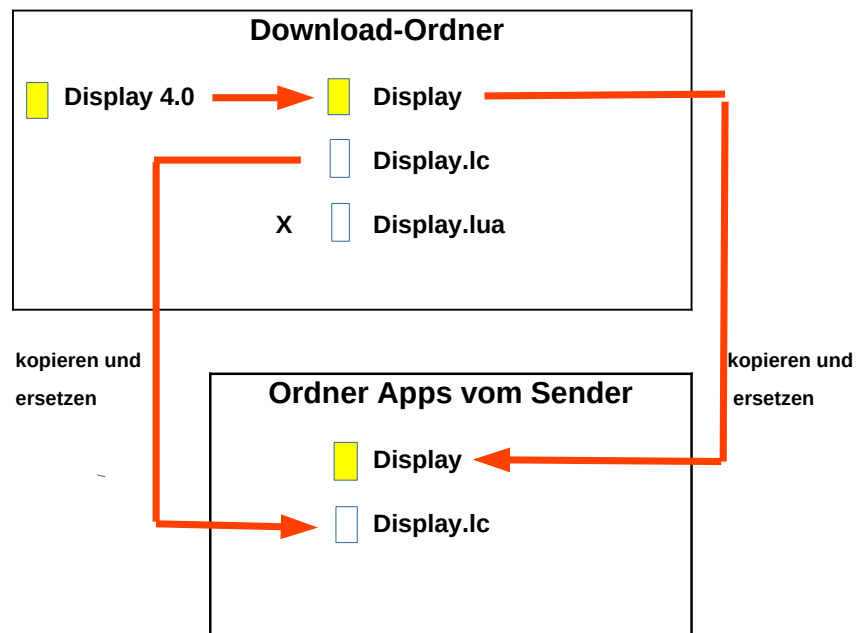 Download-Ordner
Display 4.0
Display
Display.lc
X
Display.lua
kopieren und
ersetzen
kopieren und
ersetzen
Ordner Apps vom Sender
Display
Display.lc